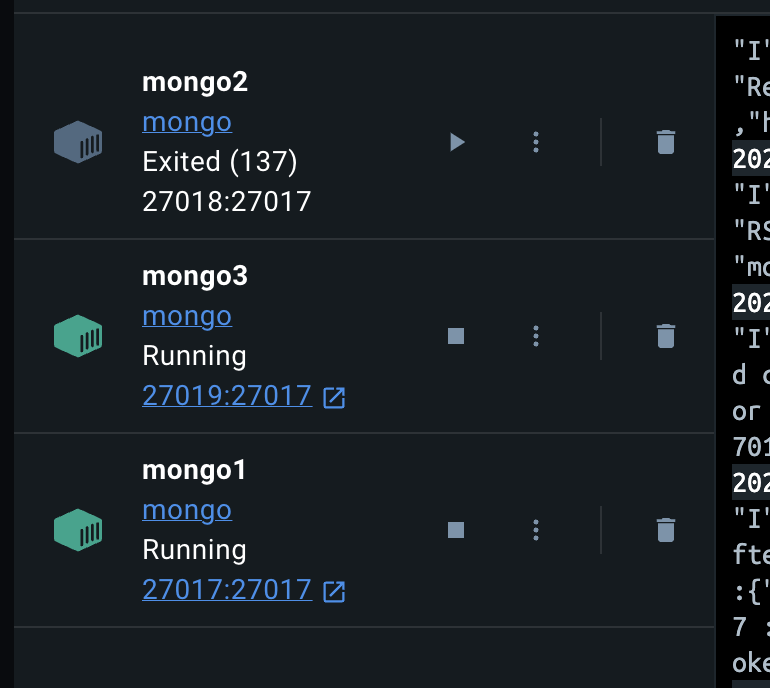 mongo2
mongo
Exited (137)
27018:27017
mongo3
mongo
Running
27019:27017
mongo1
mongo
Running
27017:27017
"I"
"Re
,"h
202
"I"
"RS
"mo
202
"I"
d c
or
701
202
"I"
fte
:{"
7 :
oke